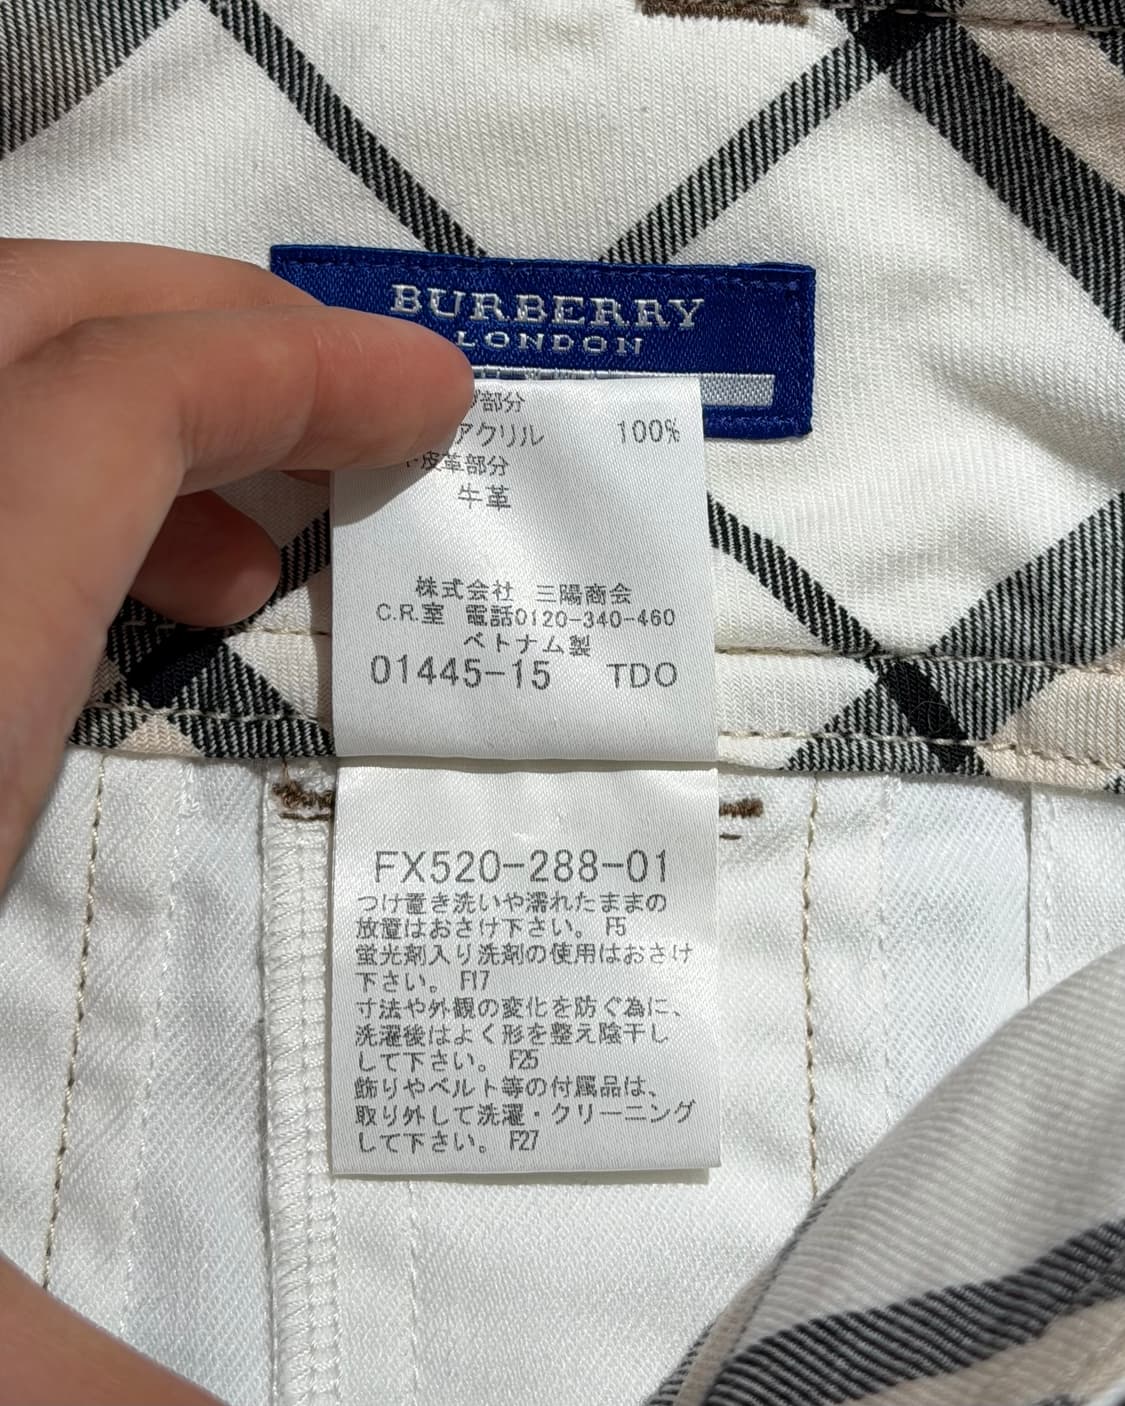 BURBERRY
LONDON
部分
アクリル 100%
皮革部分
牛革
株式会社 三陽商会
C.R.室 電話0120-340-460
ベトナム製
01445-15 TDO
FX520-288-01
つけ置き洗いや濡れたままの
放置はおさけ下さい。 F5
蛍光剤入り洗剤の使用はおさけ
下さい。 F17
寸法や外観の変化を防ぐ為に、
洗濯後はよく形を整え陰干し
して下さい。 F25
飾りやベルト等の付属品は、
取り外して洗濯・クリーニング
して下さい。 F27